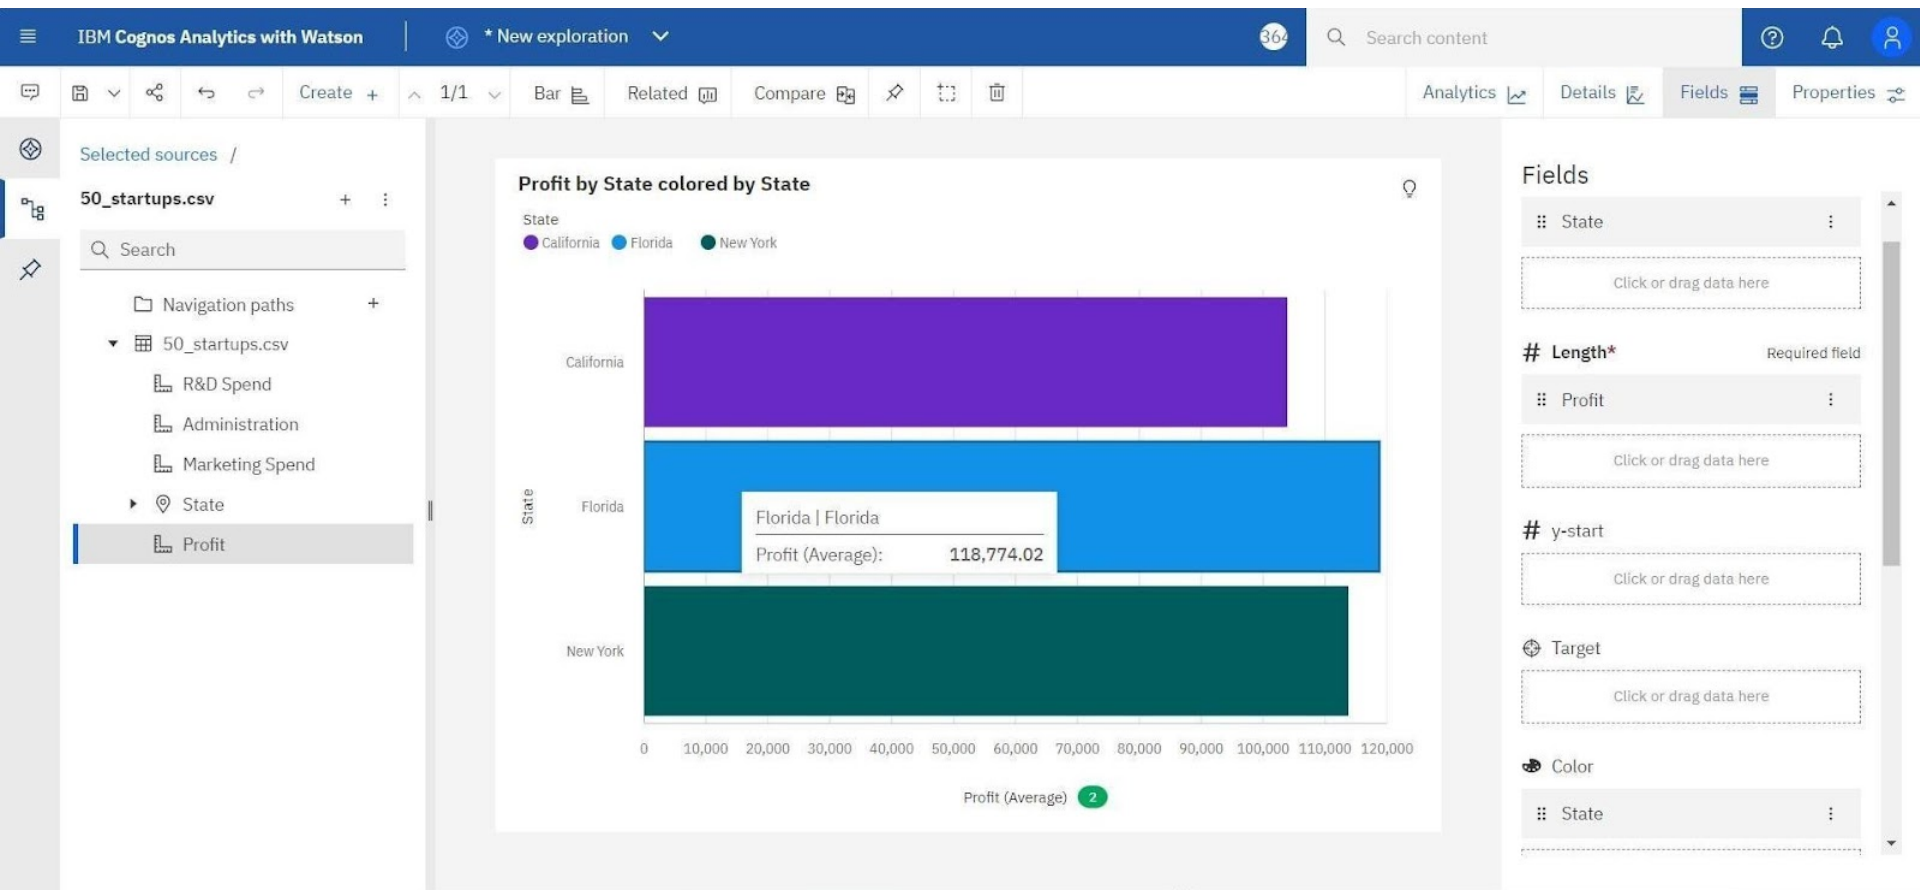 IBM Cognos Analytics with Watson
* New exploration
364
Search content
Create +
1/1
Bar
Related
Compare
Analytics
Details
Fields
Properties
Selected sources /
50_startups.csv
Search
Navigation paths
50_startups.csv
R&D Spend
Administration
Marketing Spend
State
Profit
Profit by State colored by State
State
California Florida New York
State
California
Florida
New York
Florida | Florida
Profit (Average): 118,774.02
0 10,000 20,000 30,000 40,000 50,000 60,000 70,000 80,000 90,000 100,000 110,000 120,000
Profit (Average) 2
Fields
State
Click or drag data here
# Length* Required field
Profit
Click or drag data here
# y-start
Click or drag data here
Target
Click or drag data here
Color
State